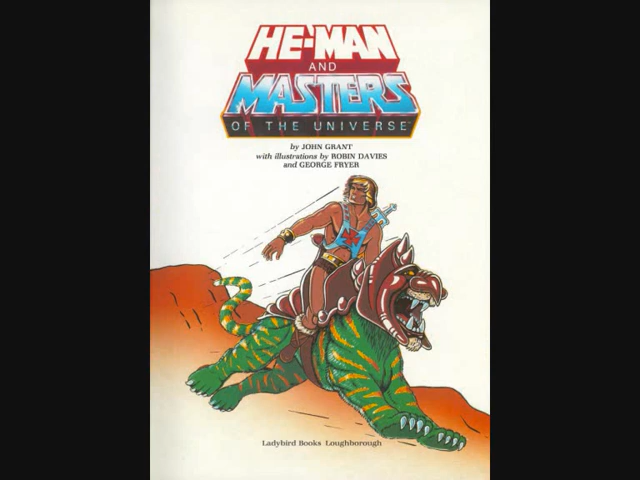 HE-MAN
AND
MASTERS
OF THE UNIVERSE™
by JOHN GRANT
with illustrations by ROBIN DAVIES
and GEORGE FRYER
Ladybird Books Loughborough